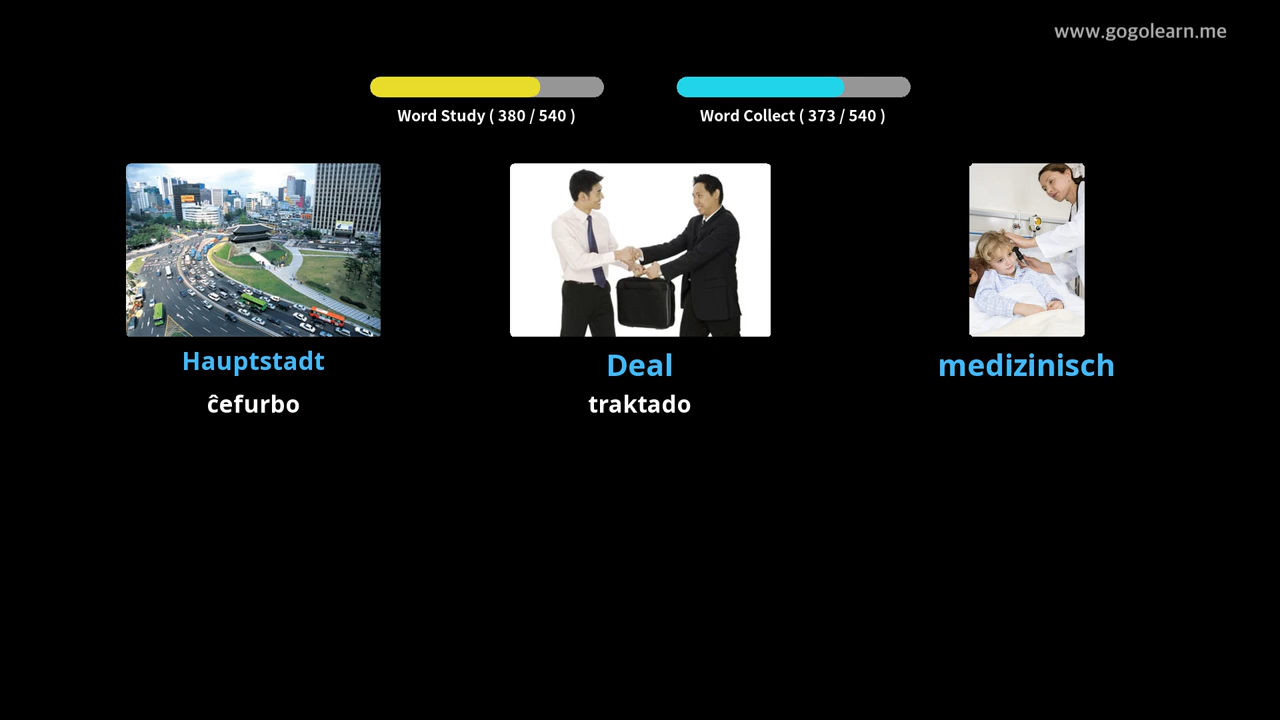 www.gogolearn.me
Word Study ( 380 / 540 )
Word Collect ( 373 / 540 )
Hauptstadt
Deal
medizinisch
ĉefurbo
traktado